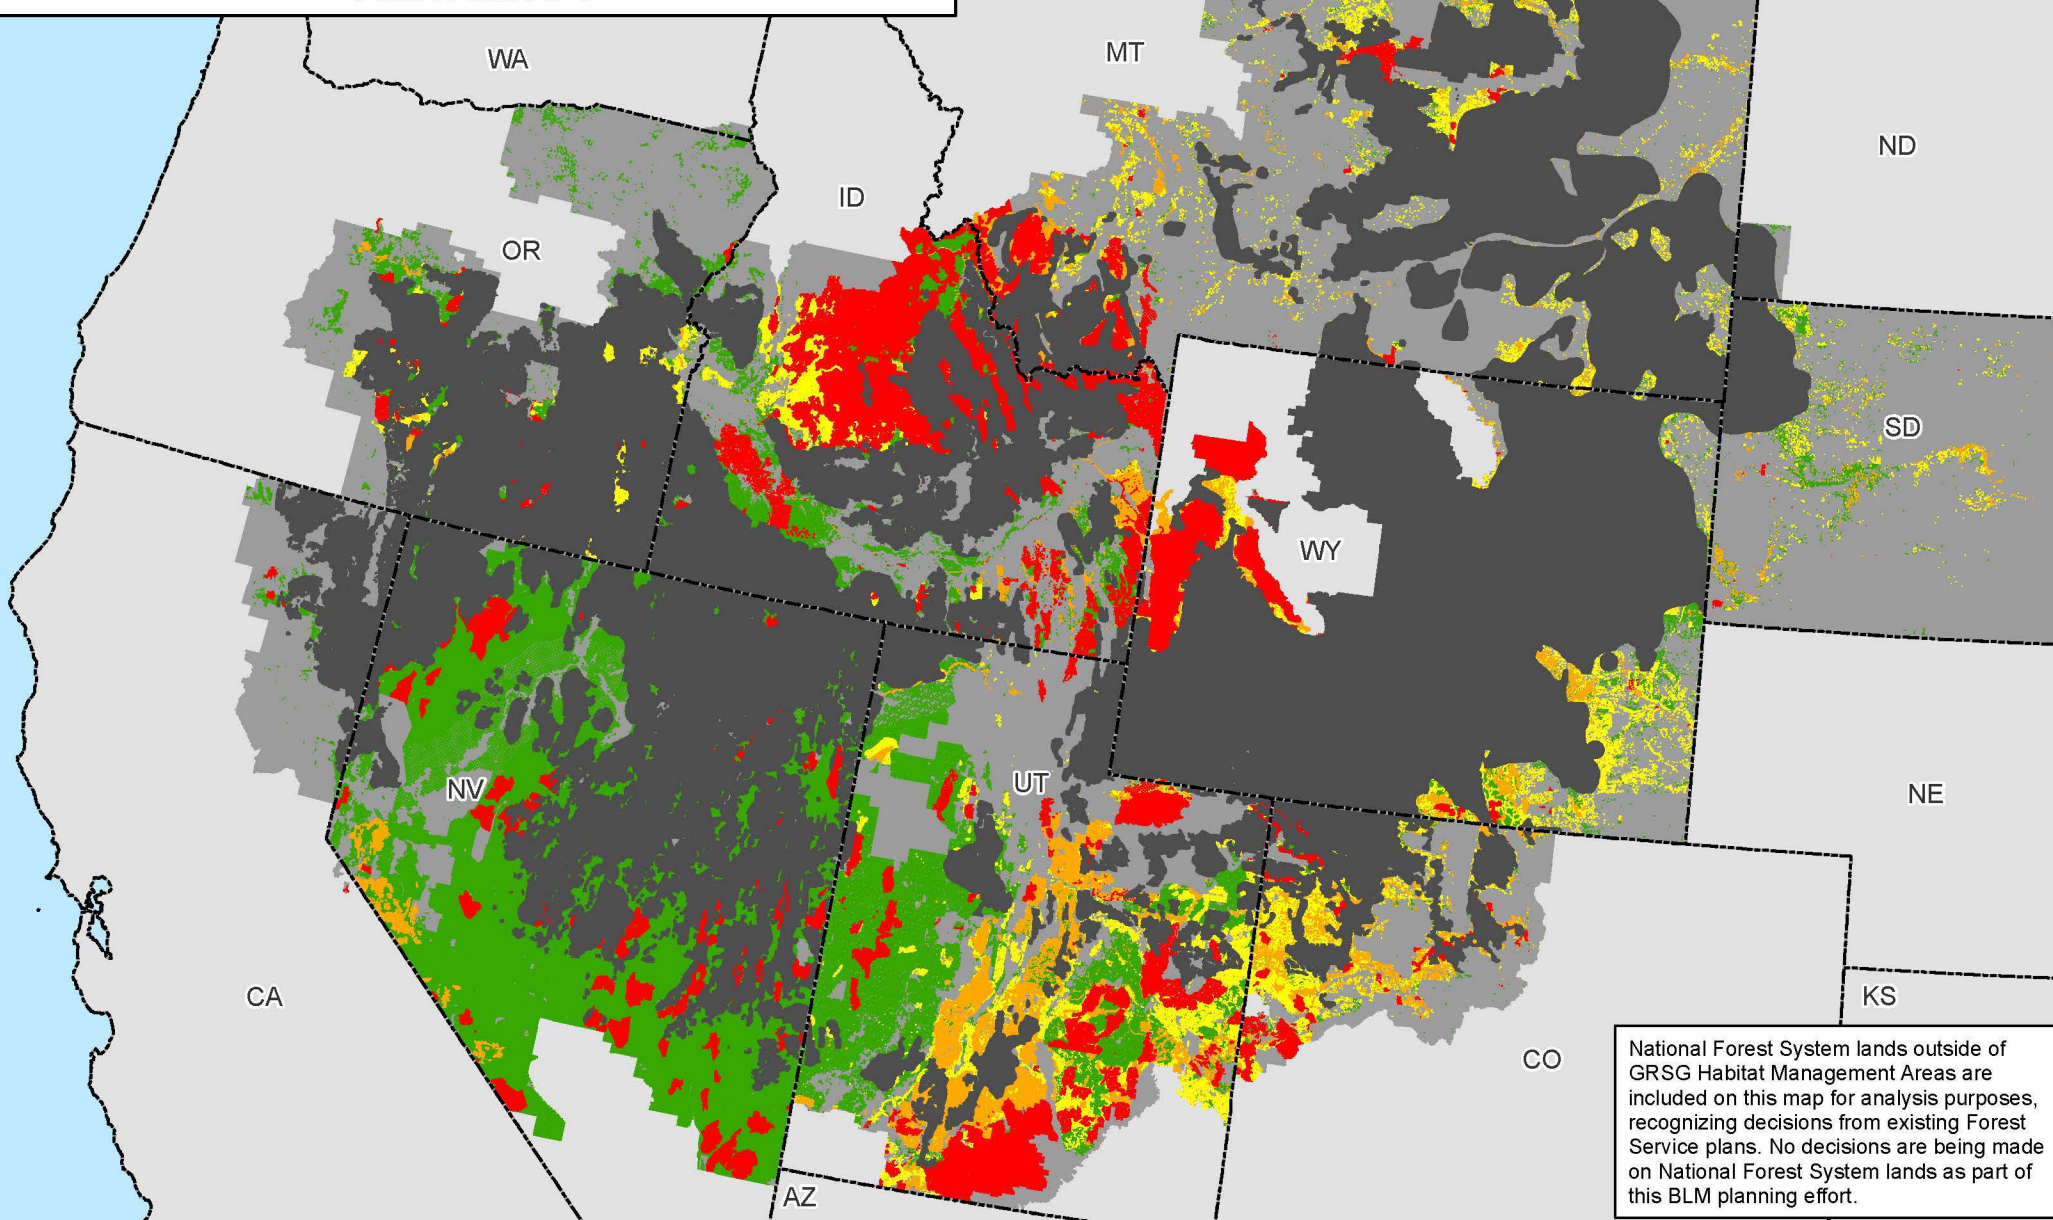 WA
MT
ND
ID
OR
SD
WY
NV
UT
NE
CA
KS
CO
AZ
National Forest System lands outside of
GRSG Habitat Management Areas are
included on this map for analysis purposes,
recognizing decisions from existing Forest
Service plans. No decisions are being made
on National Forest System lands as part of
this BLM planning effort.